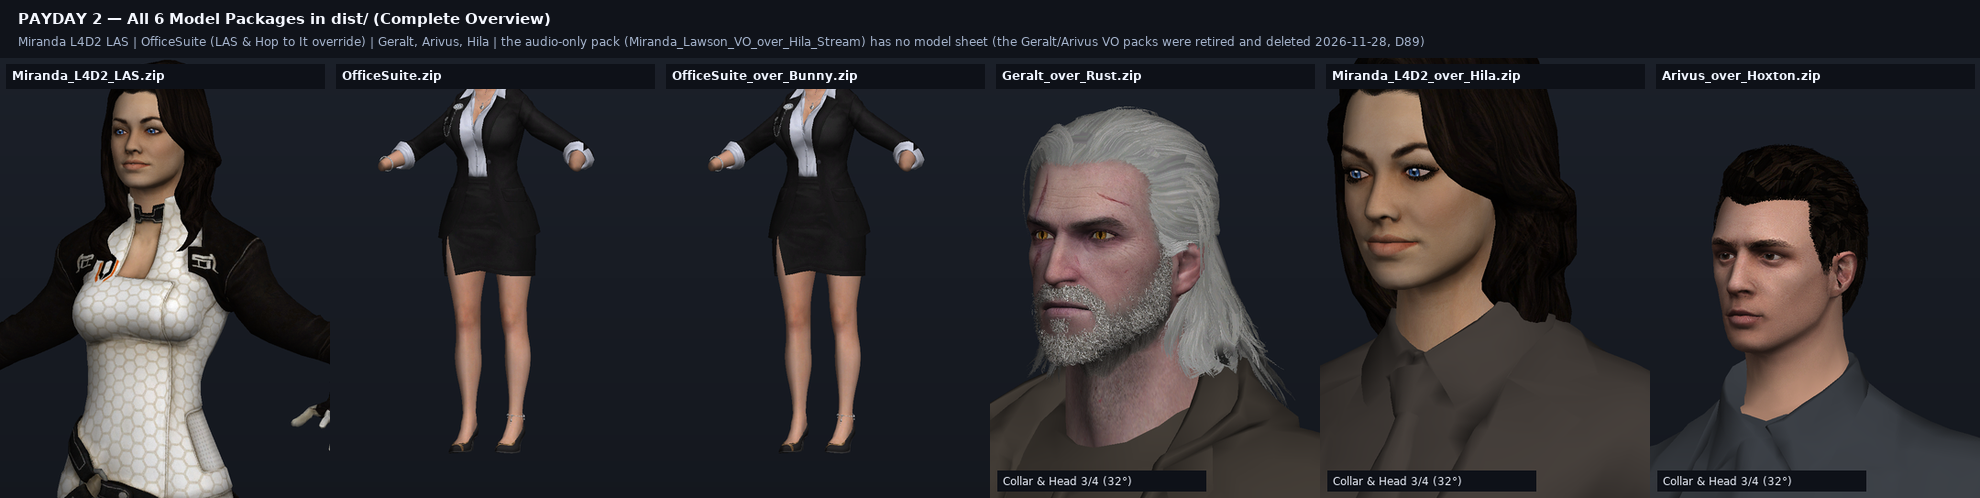 PAYDAY 2 — All 6 Model Packages in dist/ (Complete Overview)
Miranda L4D2 LAS | OfficeSuite (LAS & Hop to It override) | Geralt, Arivus, Hila | the audio-only pack (Miranda_Lawson_VO_over_Hila_Stream) has no model sheet (the Geralt/Arivus VO packs were retired and deleted 2026-11-28, D89)
Miranda_L4D2_LAS.zip
OfficeSuite.zip
OfficeSuite_over_Bunny.zip
Geralt_over_Rust.zip
Miranda_L4D2_over_Hila.zip
Arivus_over_Hoxton.zip
Collar & Head 3/4 (32°)
Collar & Head 3/4 (32°)
Collar & Head 3/4 (32°)